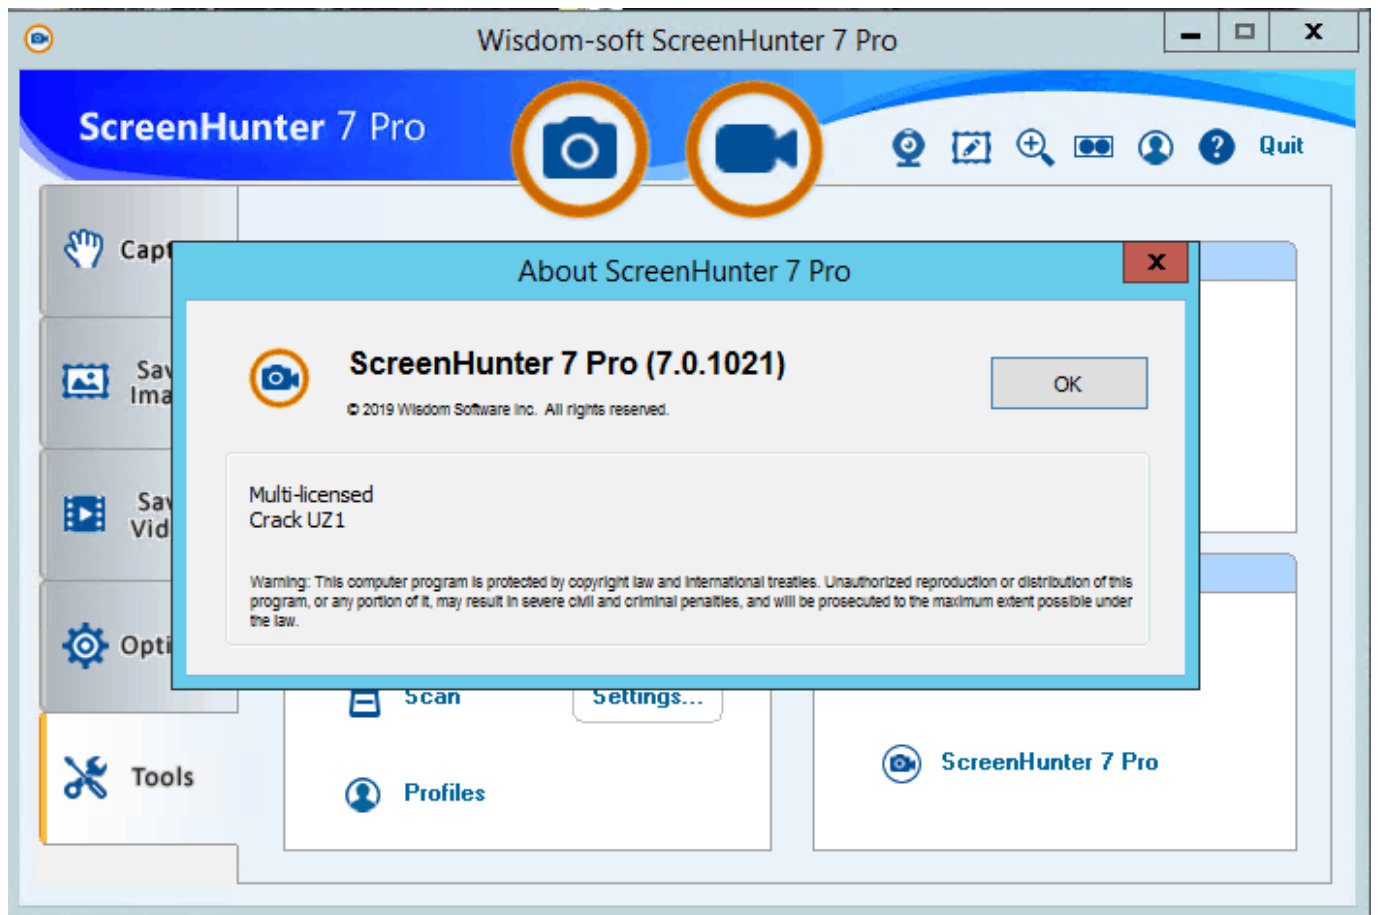 Wisdom-soft ScreenHunter 7 Pro
ScreenHunter 7 Pro
Quit
About ScreenHunter 7 Pro
ScreenHunter 7 Pro (7.0.1021)
OK
© 2019 Wisdom Software Inc. All rights reserved.
Multi-licensed
Crack UZ1
Warning: This computer program is protected by copyright law and international treaties. Unauthorized reproduction or distribution of this
program, or any portion of it, may result in severe civil and criminal penalties, and will be prosecuted to the maximum extent possible under
the law.
Scan
Settings...
Tools
ScreenHunter 7 Pro
Profiles